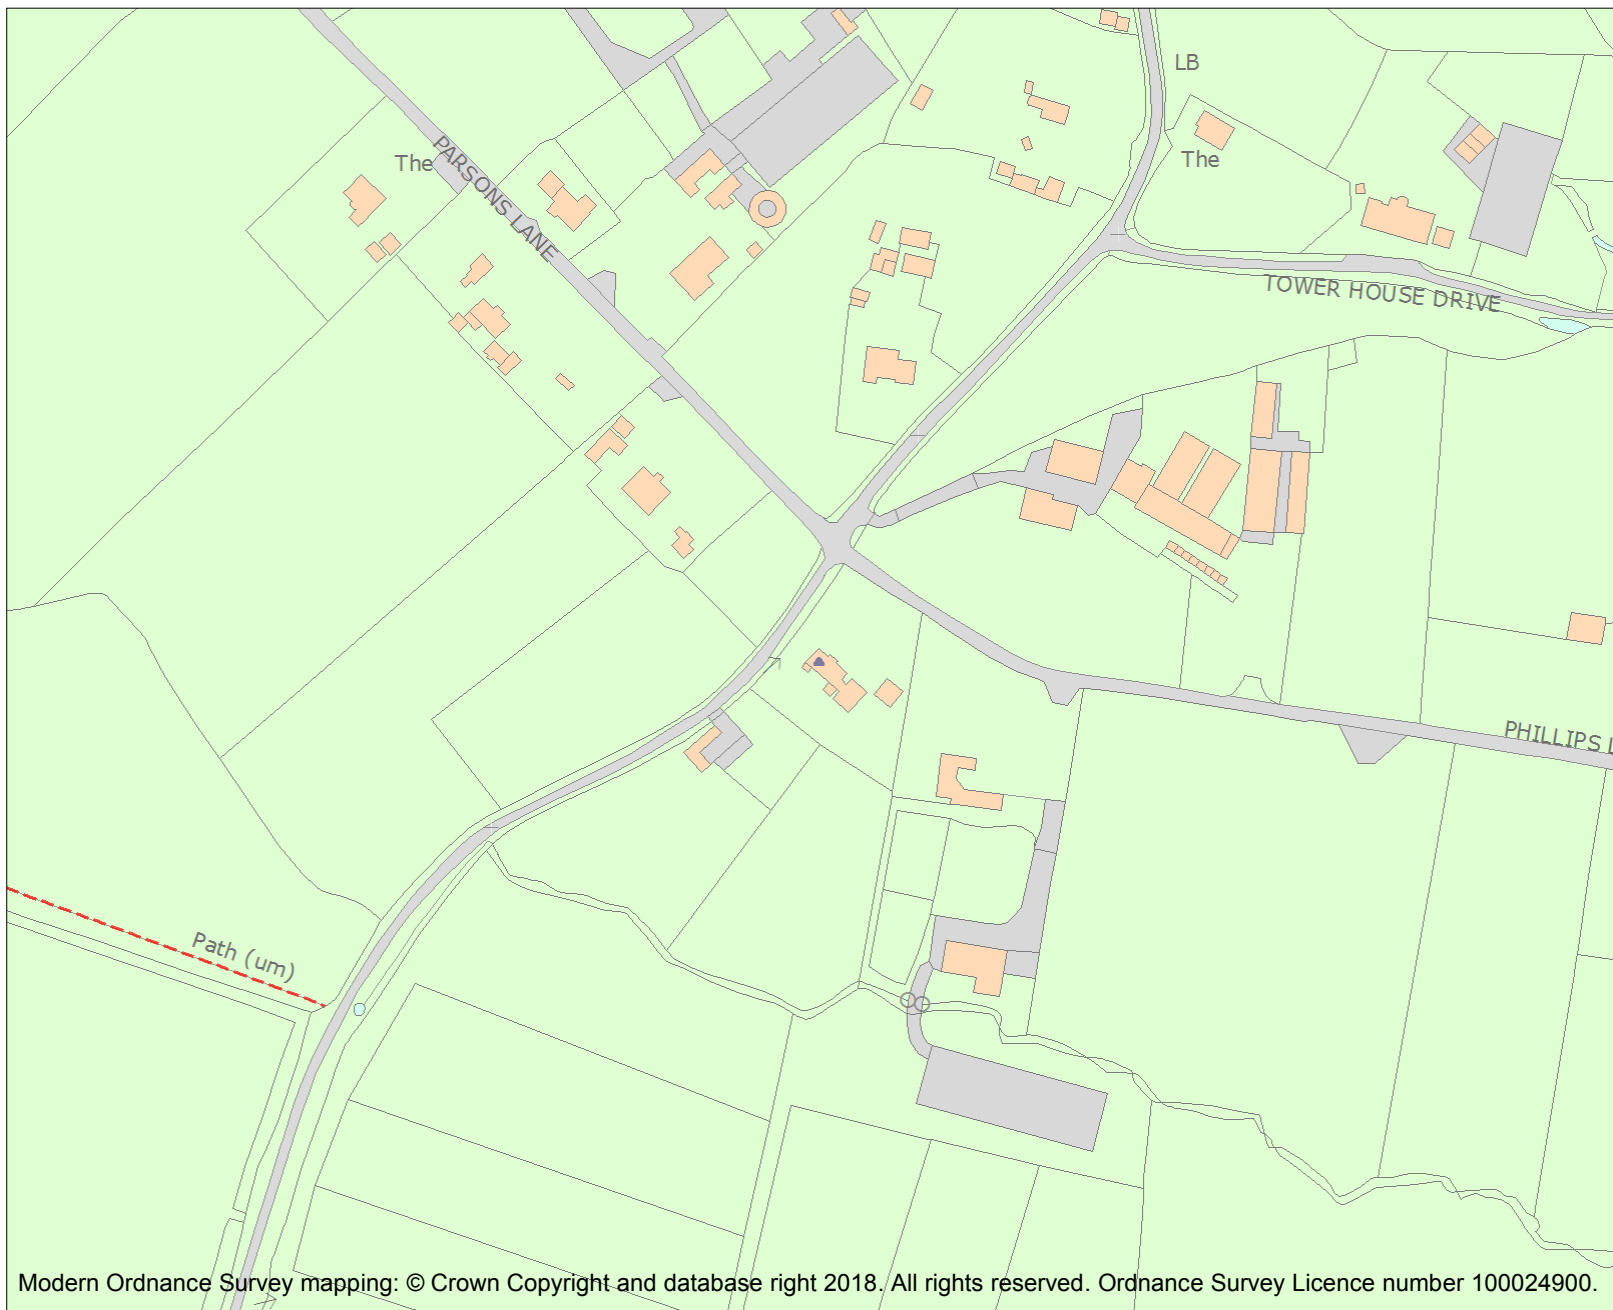 LB
The
PARSONS LANE
The
TOWER HOUSE DRIVE
PHILLIPS L
Path (um)
Modern Ordnance Survey mapping: © Crown Copyright and database right 2018. All rights reserved. Ordnance Survey Licence number 100024900.